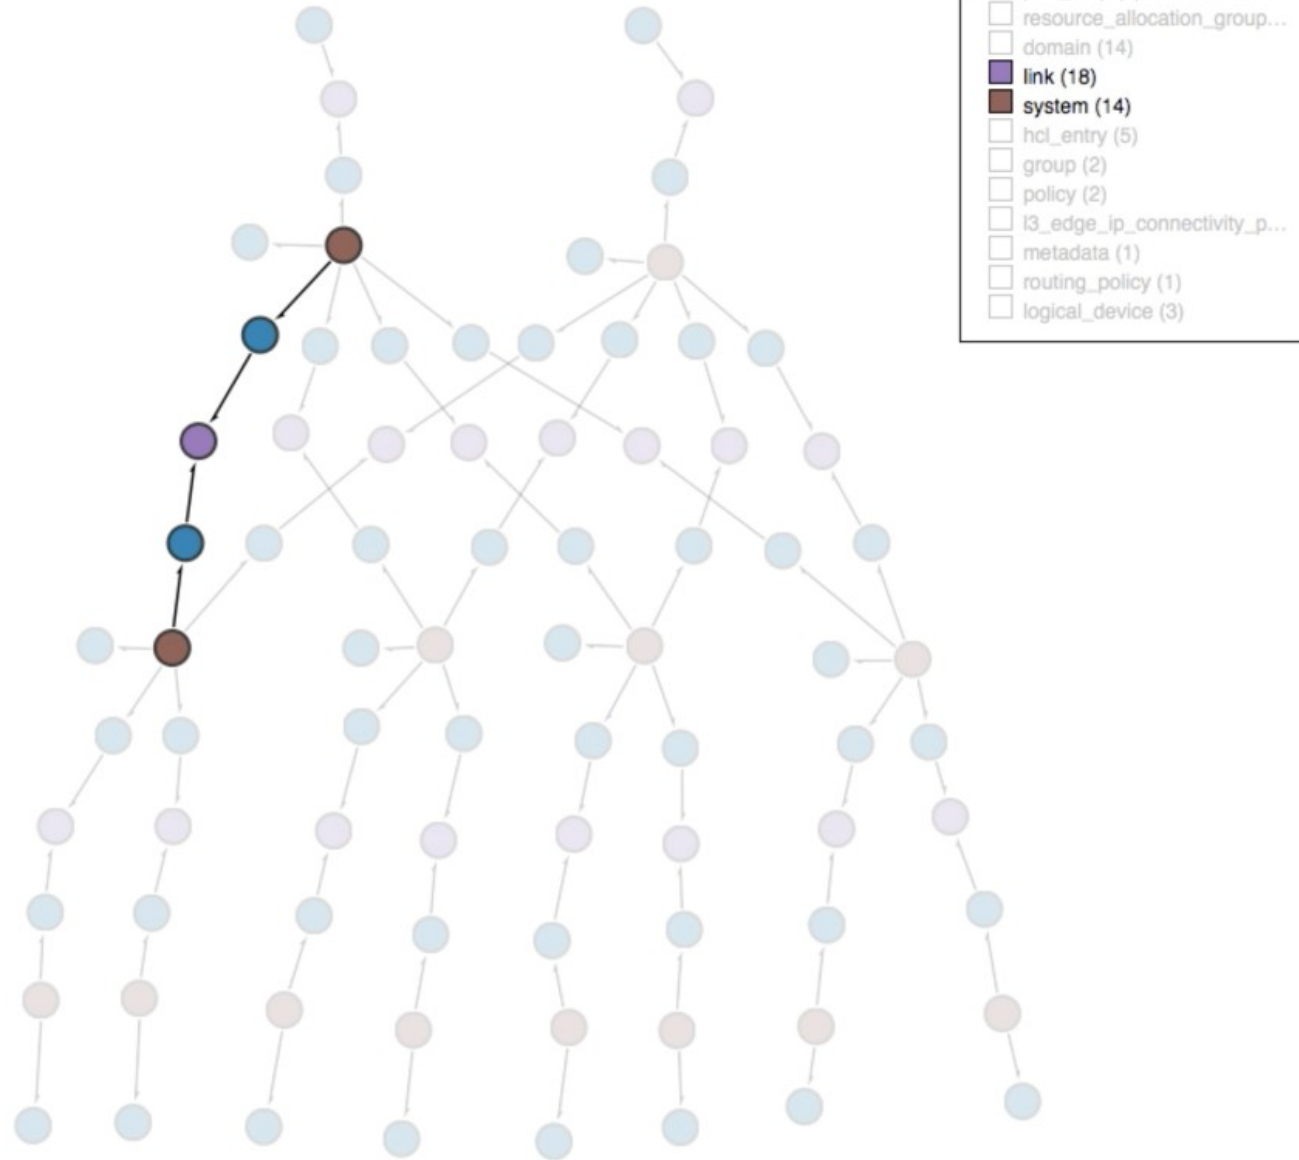 resource_allocation_group...
domain (14)
link (18)
system (14)
hcl_entry (5)
group (2)
policy (2)
l3_edge_ip_connectivity_p...
metadata (1)
routing_policy (1)
logical_device (3)